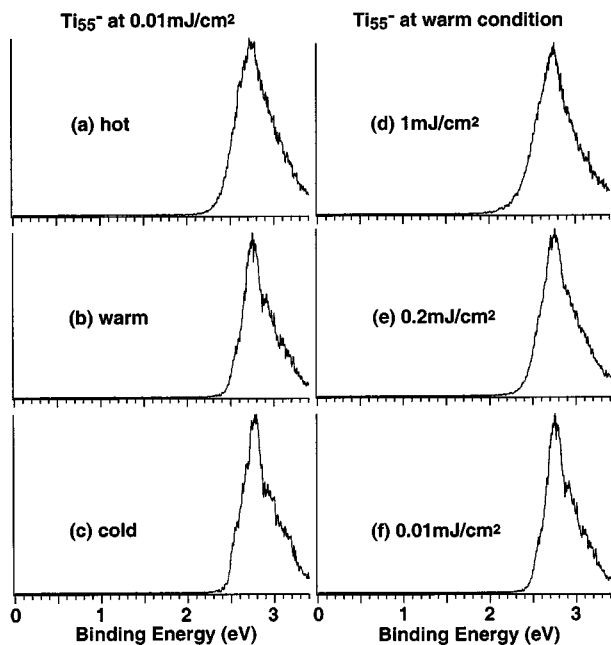 Ti₅₅⁻ at 0.01mJ/cm²
Ti₅₅⁻ at warm condition
(a) hot
(d) 1mJ/cm²
(b) warm
(e) 0.2mJ/cm²
(c) cold
(f) 0.01mJ/cm²
0 1 2 3
0 1 2 3
Binding Energy (eV)
Binding Energy (eV)